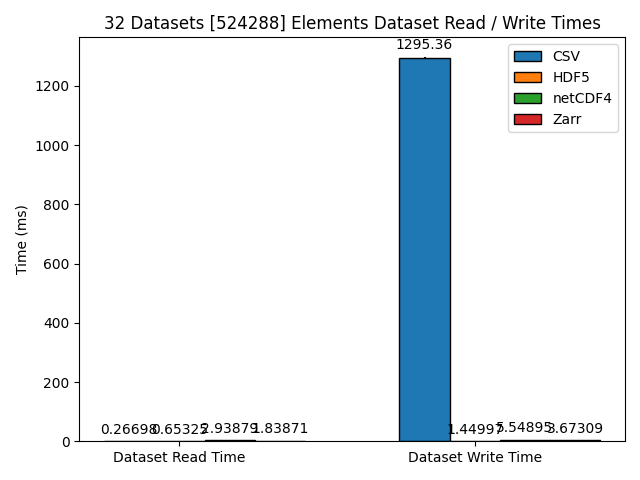 32 Datasets [524288] Elements Dataset Read / Write Times
1295.36
CSV
HDF5
netCDF4
Zarr
1200
1000
800
600
400
200
0
Time (ms)
0.26698
0.65325
2.93879
1.83871
1.44997
5.54895
3.67309
Dataset Read Time
Dataset Write Time